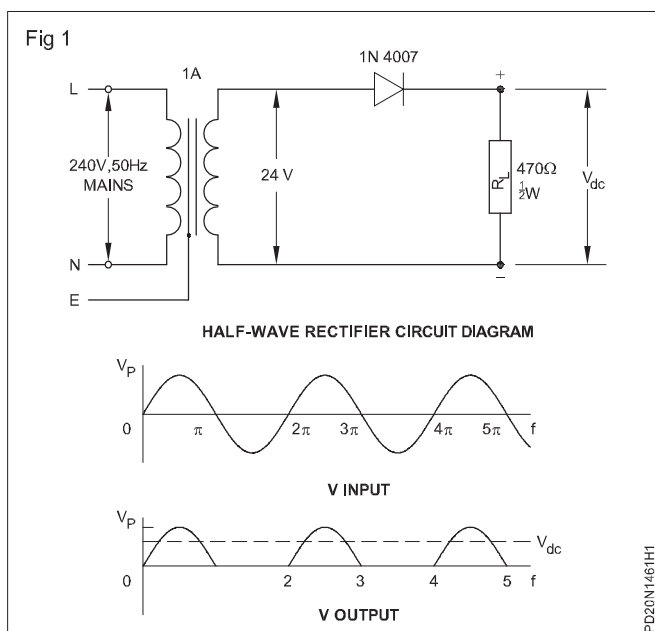 Fig 1
1N 4007
1A
L
+
240V,50Hz
MAINS
24 V
R_L
470Ω
½W
V_dc
N
–
E
HALF-WAVE RECTIFIER CIRCUIT DIAGRAM
V_P
0 π 2π 3π 4π 5π f
V INPUT
V_P
V_dc
0 2 3 4 5 f
V OUTPUT
PD20N1461H1